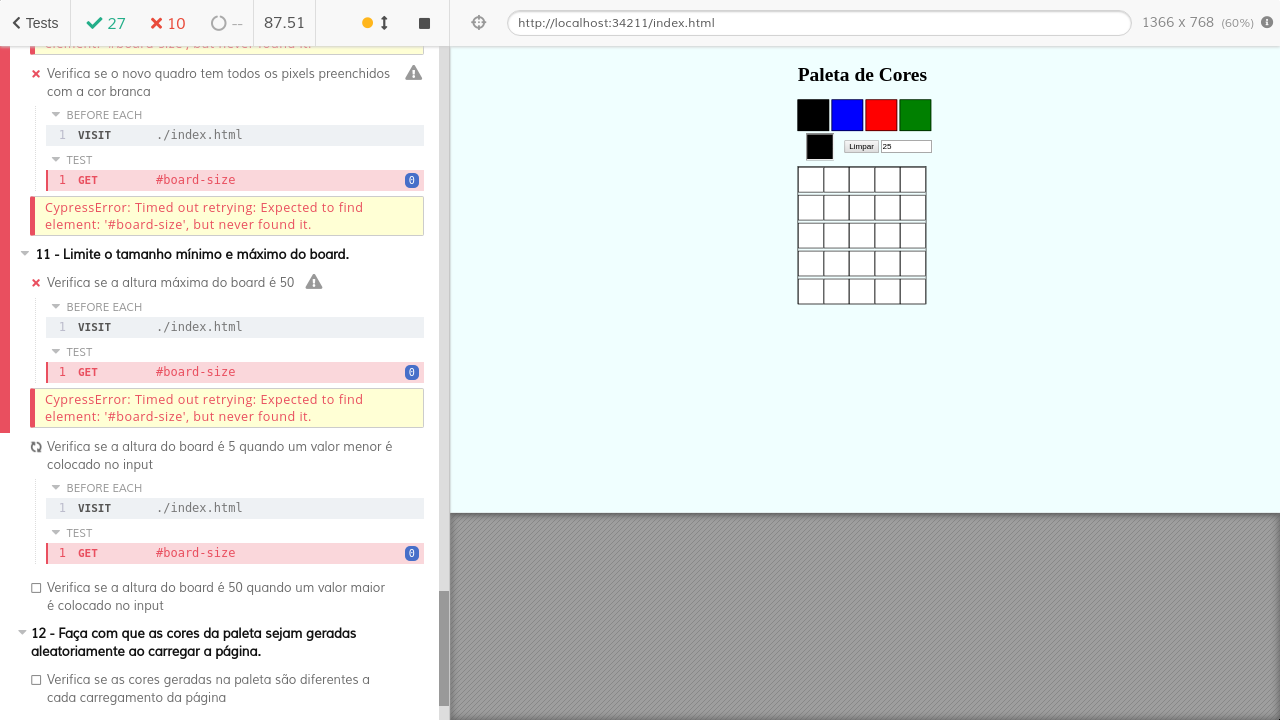 Tests
27
10
--
87.51
http://localhost:34211/index.html
1366 x 768 (60%)
element: '#board-size', but never found it.
Verifica se o novo quadro tem todos os pixels preenchidos
com a cor branca
BEFORE EACH
1 VISIT ./index.html
TEST
1 GET #board-size 0
CypressError: Timed out retrying: Expected to find
element: '#board-size', but never found it.
11 - Limite o tamanho mínimo e máximo do board.
Verifica se a altura máxima do board é 50
BEFORE EACH
1 VISIT ./index.html
TEST
1 GET #board-size 0
CypressError: Timed out retrying: Expected to find
element: '#board-size', but never found it.
Verifica se a altura do board é 5 quando um valor menor é
colocado no input
BEFORE EACH
1 VISIT ./index.html
TEST
1 GET #board-size 0
Verifica se a altura do board é 50 quando um valor maior
é colocado no input
12 - Faça com que as cores da paleta sejam geradas
aleatoriamente ao carregar a página.
Verifica se as cores geradas na paleta são diferentes a
cada carregamento da página
Paleta de Cores
Limpar 25